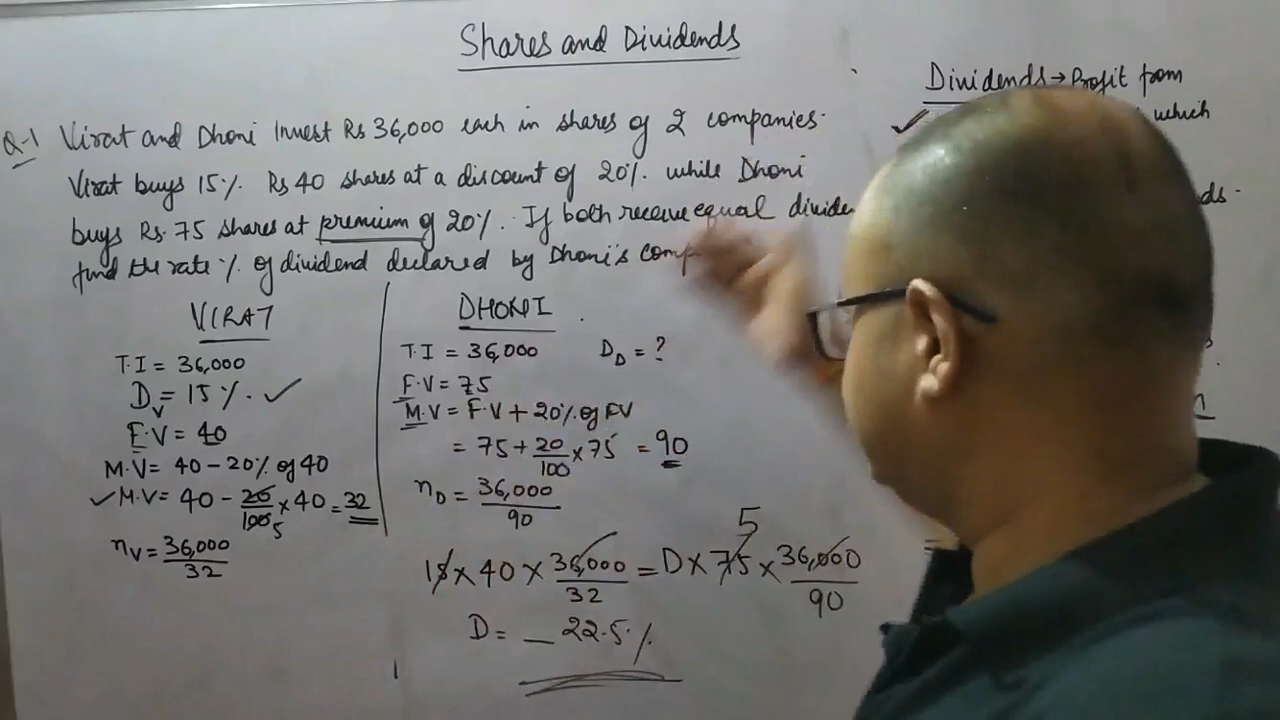 Shares and Dividends
Dividends → Profit from
which
Q-1 Virat and Dhoni Invest Rs 36,000 each in shares of 2 companies.
Virat buys 15% Rs 40 shares at a discount of 20% while Dhoni
buys Rs. 75 shares at premium of 20%. If both receive equal
find the rate % of dividend declared by Dhoni's
VIRAT
T.I = 36,000
D_V = 15%. ✓
F.V = 40
M.V = 40 - 20% of 40
✓ M.V = 40 - 20/100 5 × 40 = 32
n_V = 36,000/32
DHONI
T.I = 36,000 D_D = ?
F.V = 75
M.V = F.V + 20% of FV
= 75 + 20/100 × 75 = 90
n_D = 36,000/90
5
15 × 40 × 36,000/32 = D × 75 × 36,000/90
D = _ 22.5%